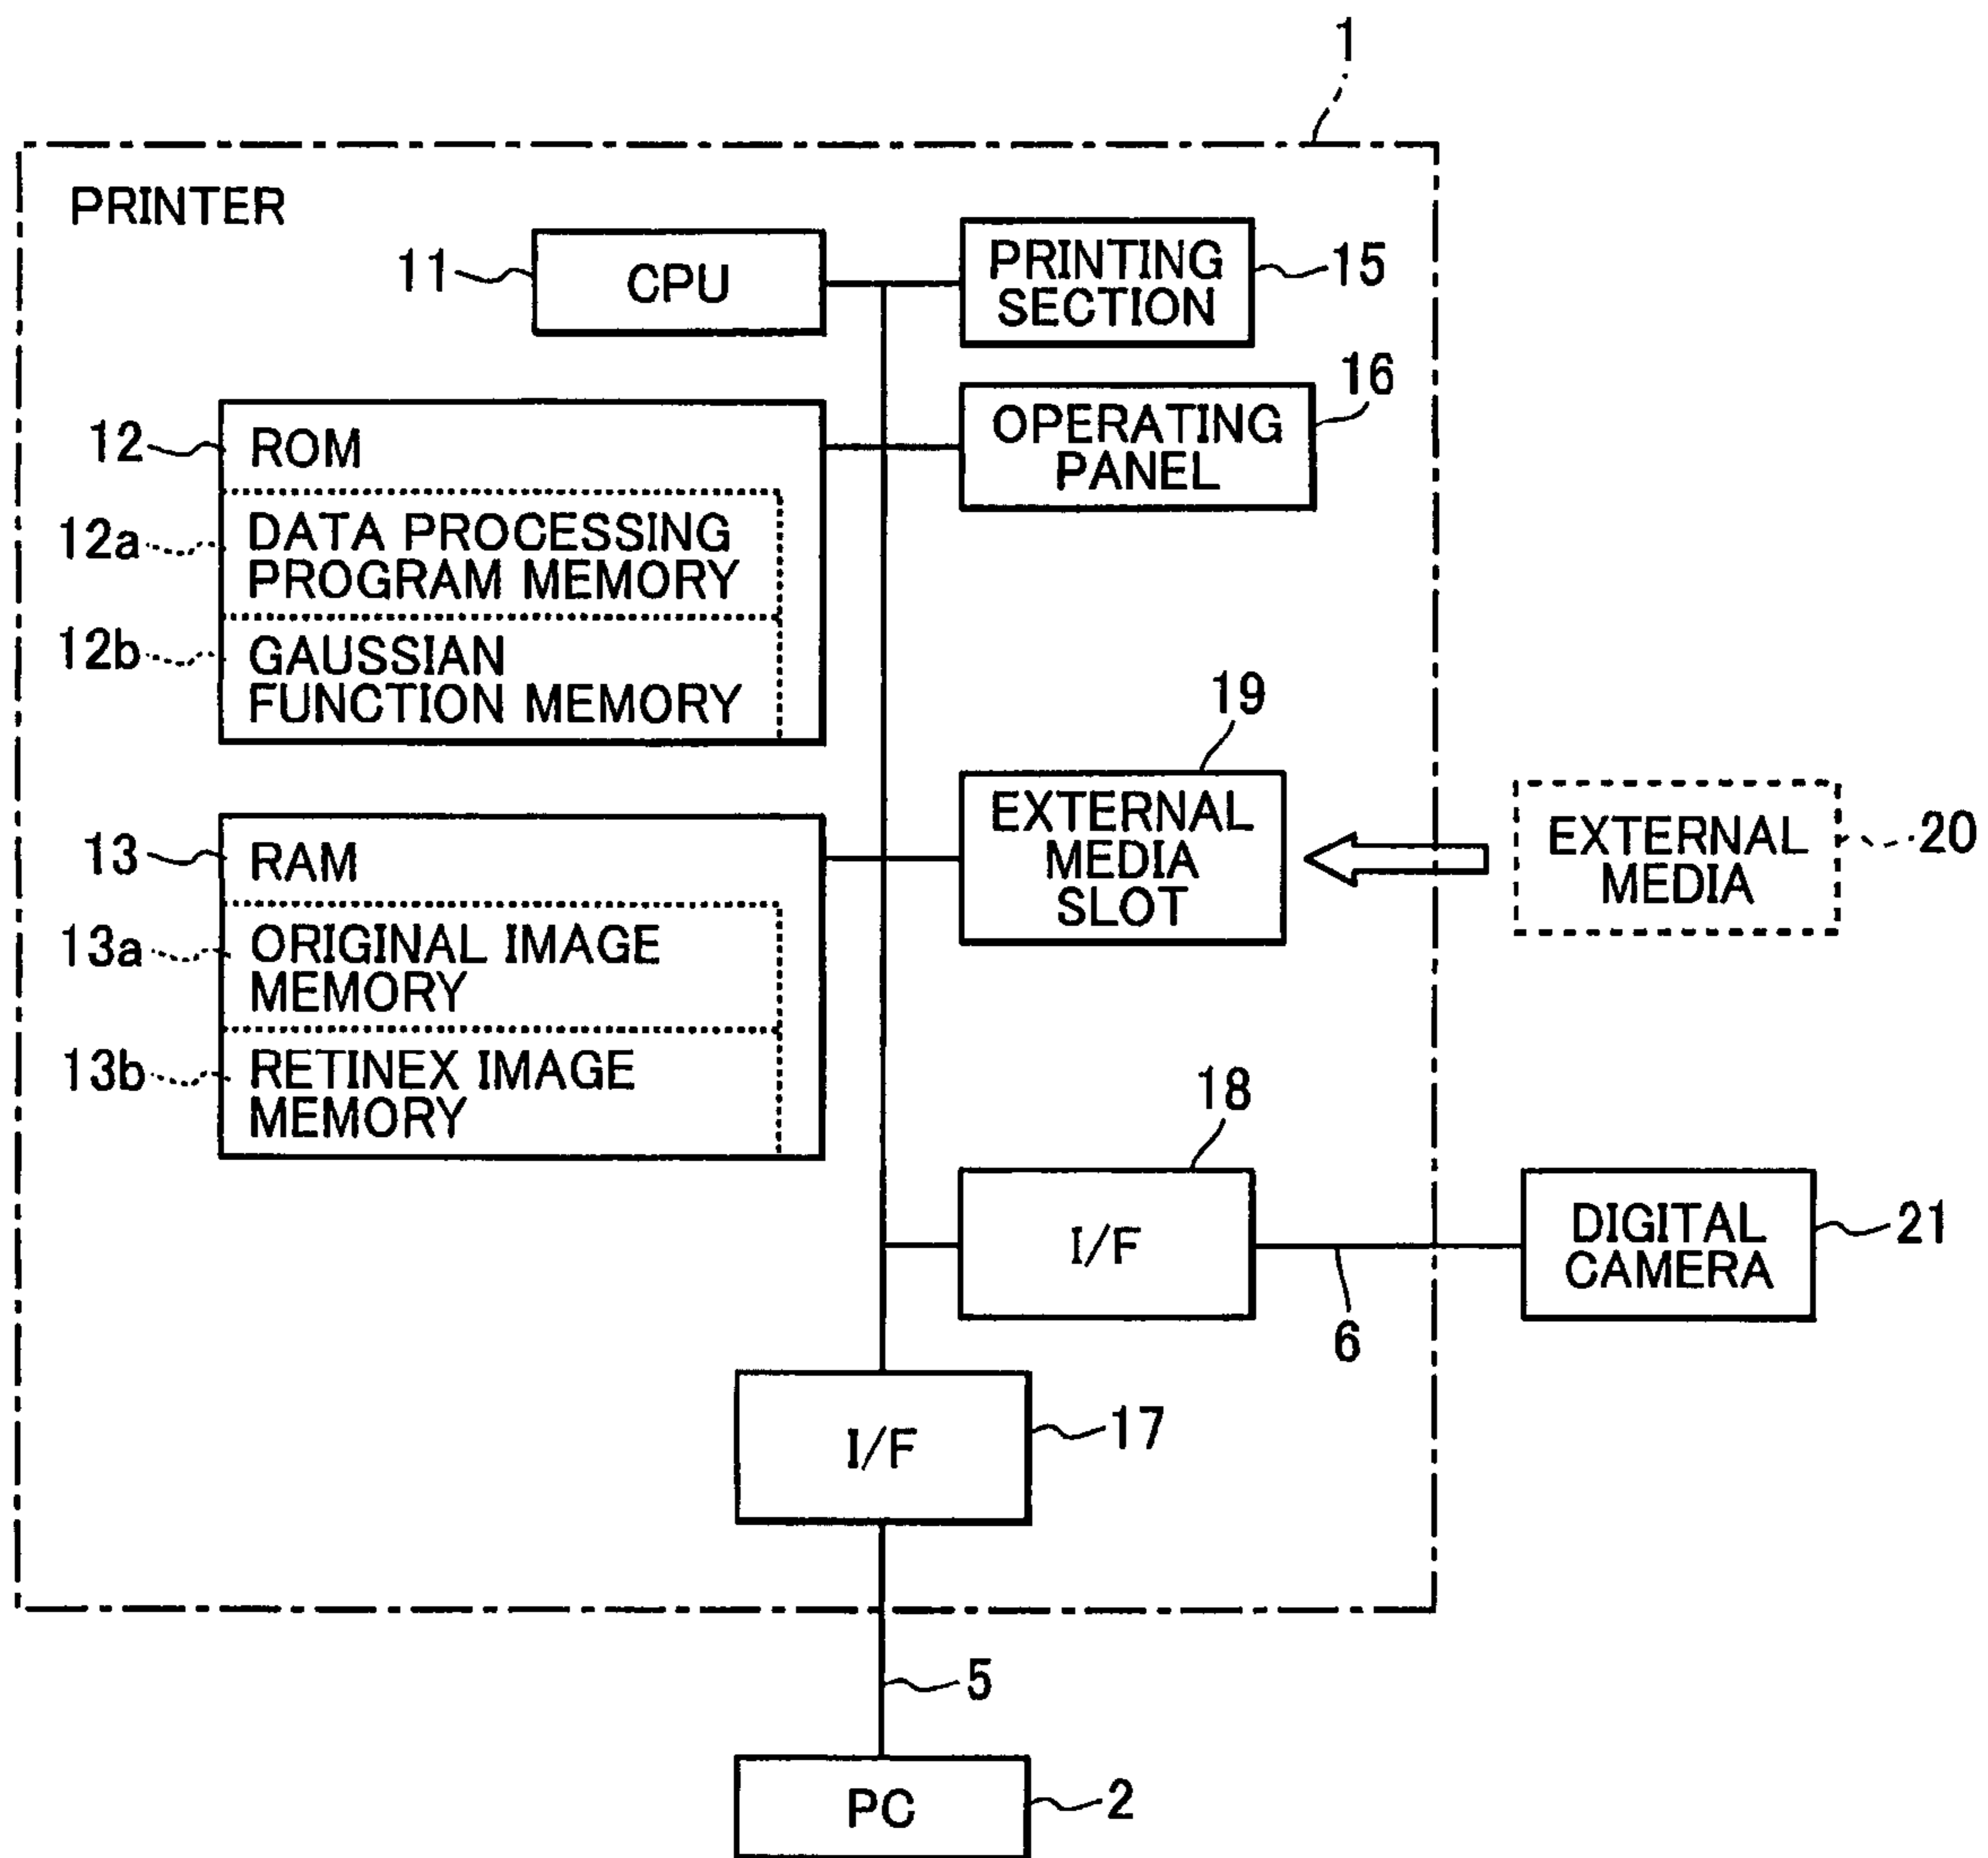 1
PRINTER
11
CPU
PRINTING
SECTION
15
12
ROM
12a
DATA PROCESSING
PROGRAM MEMORY
12b
GAUSSIAN
FUNCTION MEMORY
16
OPERATING
PANEL
13
RAM
13a
ORIGINAL IMAGE
MEMORY
13b
RETINEX IMAGE
MEMORY
19
EXTERNAL
MEDIA
SLOT
EXTERNAL
MEDIA
20
18
I/F
6
DIGITAL
CAMERA
21
I/F
17
5
PC
2